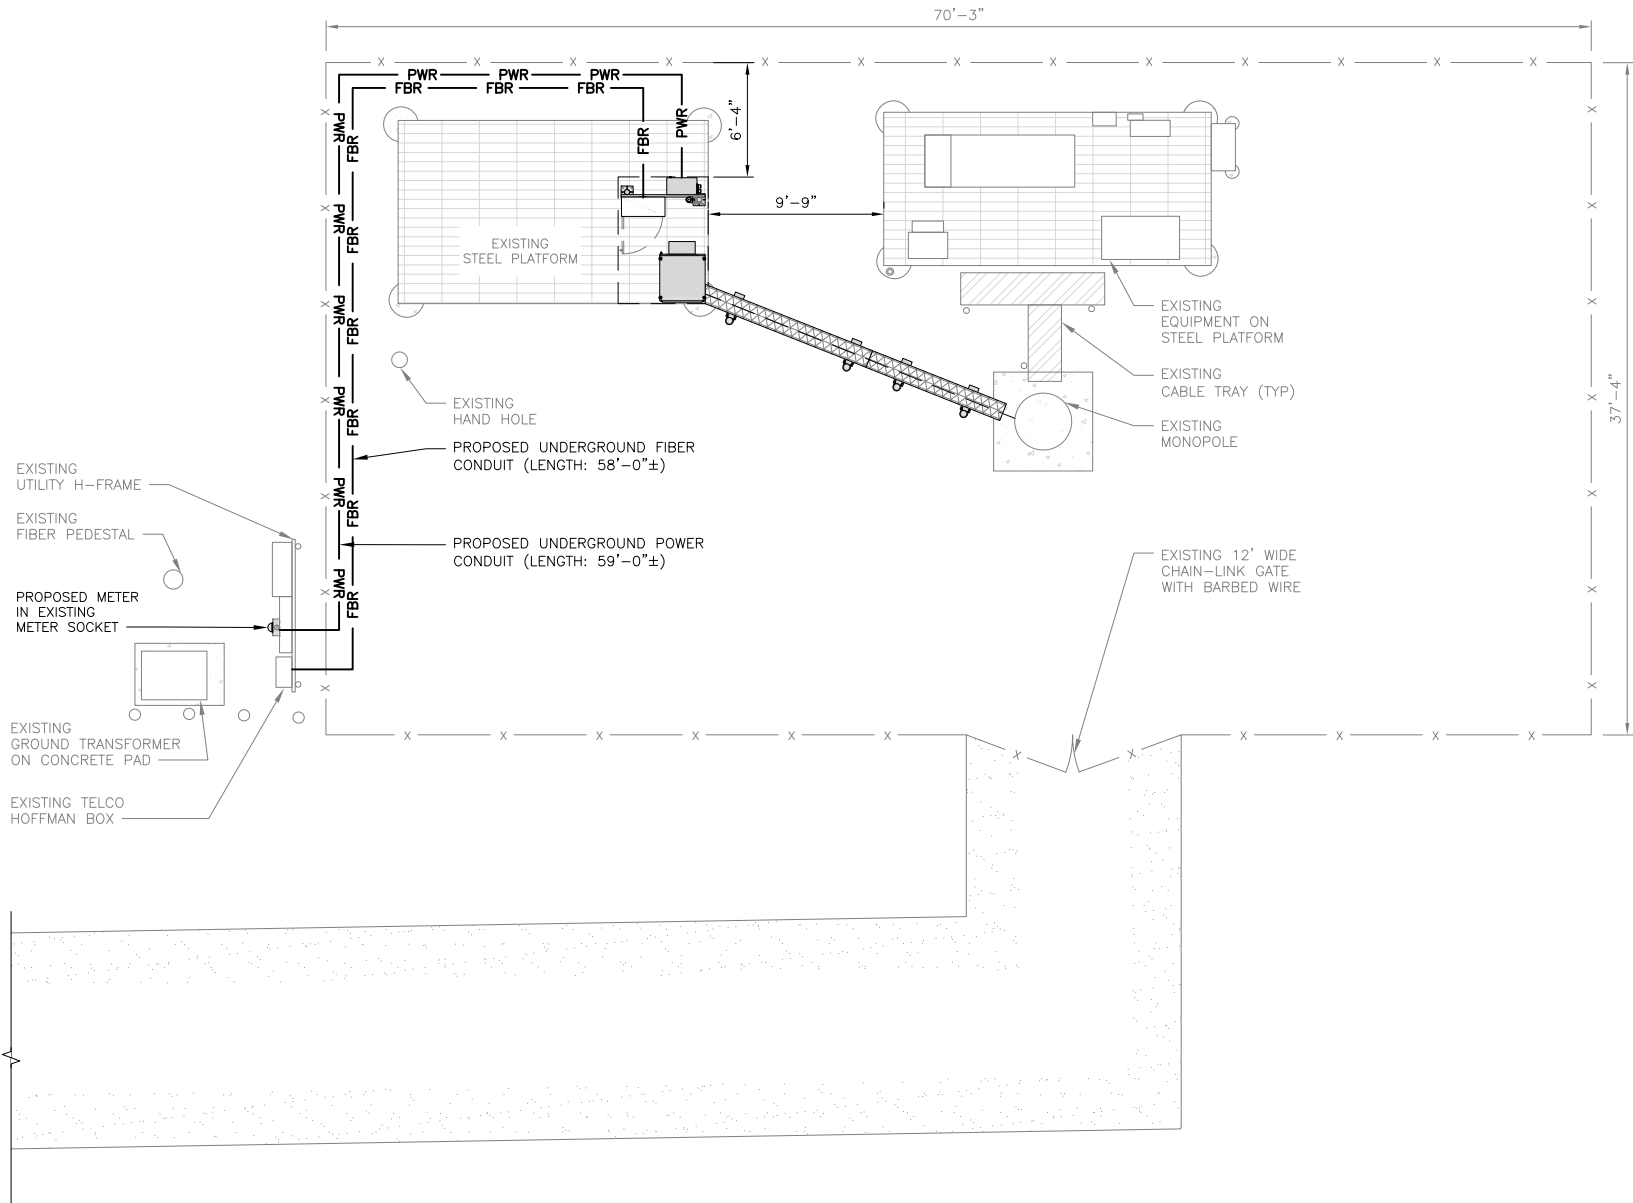 70'-3"
X X X X X X X X X X X X X
PWR PWR PWR
FBR FBR FBR
6'-4"
PWR
FBR
PWR
FBR
X
X
9'-9"
EXISTING
STEEL PLATFORM
PWR
FBR
X
X
PWR
FBR
X
X
EXISTING
EQUIPMENT ON
STEEL PLATFORM
EXISTING
CABLE TRAY (TYP)
37'-4"
PWR
FBR
X
X
EXISTING
HAND HOLE
EXISTING
MONOPOLE
PROPOSED UNDERGROUND FIBER
CONDUIT (LENGTH: 58'-0"±)
EXISTING
UTILITY H-FRAME
PWR
FBR
X
X
EXISTING
FIBER PEDESTAL
PROPOSED UNDERGROUND POWER
CONDUIT (LENGTH: 59'-0"±)
EXISTING 12' WIDE
CHAIN-LINK GATE
WITH BARBED WIRE
PWR
FBR
X
X
PROPOSED METER
IN EXISTING
METER SOCKET
X
X
EXISTING
GROUND TRANSFORMER
ON CONCRETE PAD
X X X X X X X X X X X X
EXISTING TELCO
HOFFMAN BOX